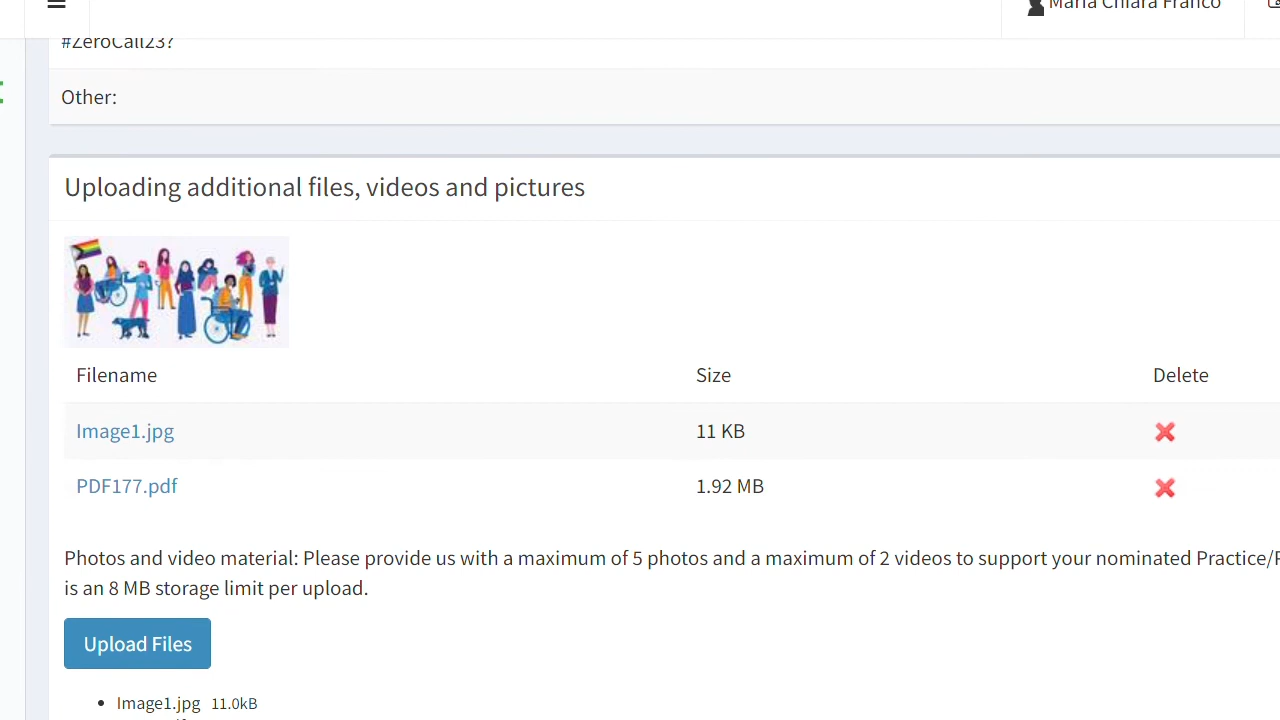 Maria Chiara Franco
#ZeroCall23?
Other:
Uploading additional files, videos and pictures
Filename Size Delete
Image1.jpg 11 KB
PDF177.pdf 1.92 MB
Photos and video material: Please provide us with a maximum of 5 photos and a maximum of 2 videos to support your nominated Practice/
is an 8 MB storage limit per upload.
Upload Files
Image1.jpg 11.0kB